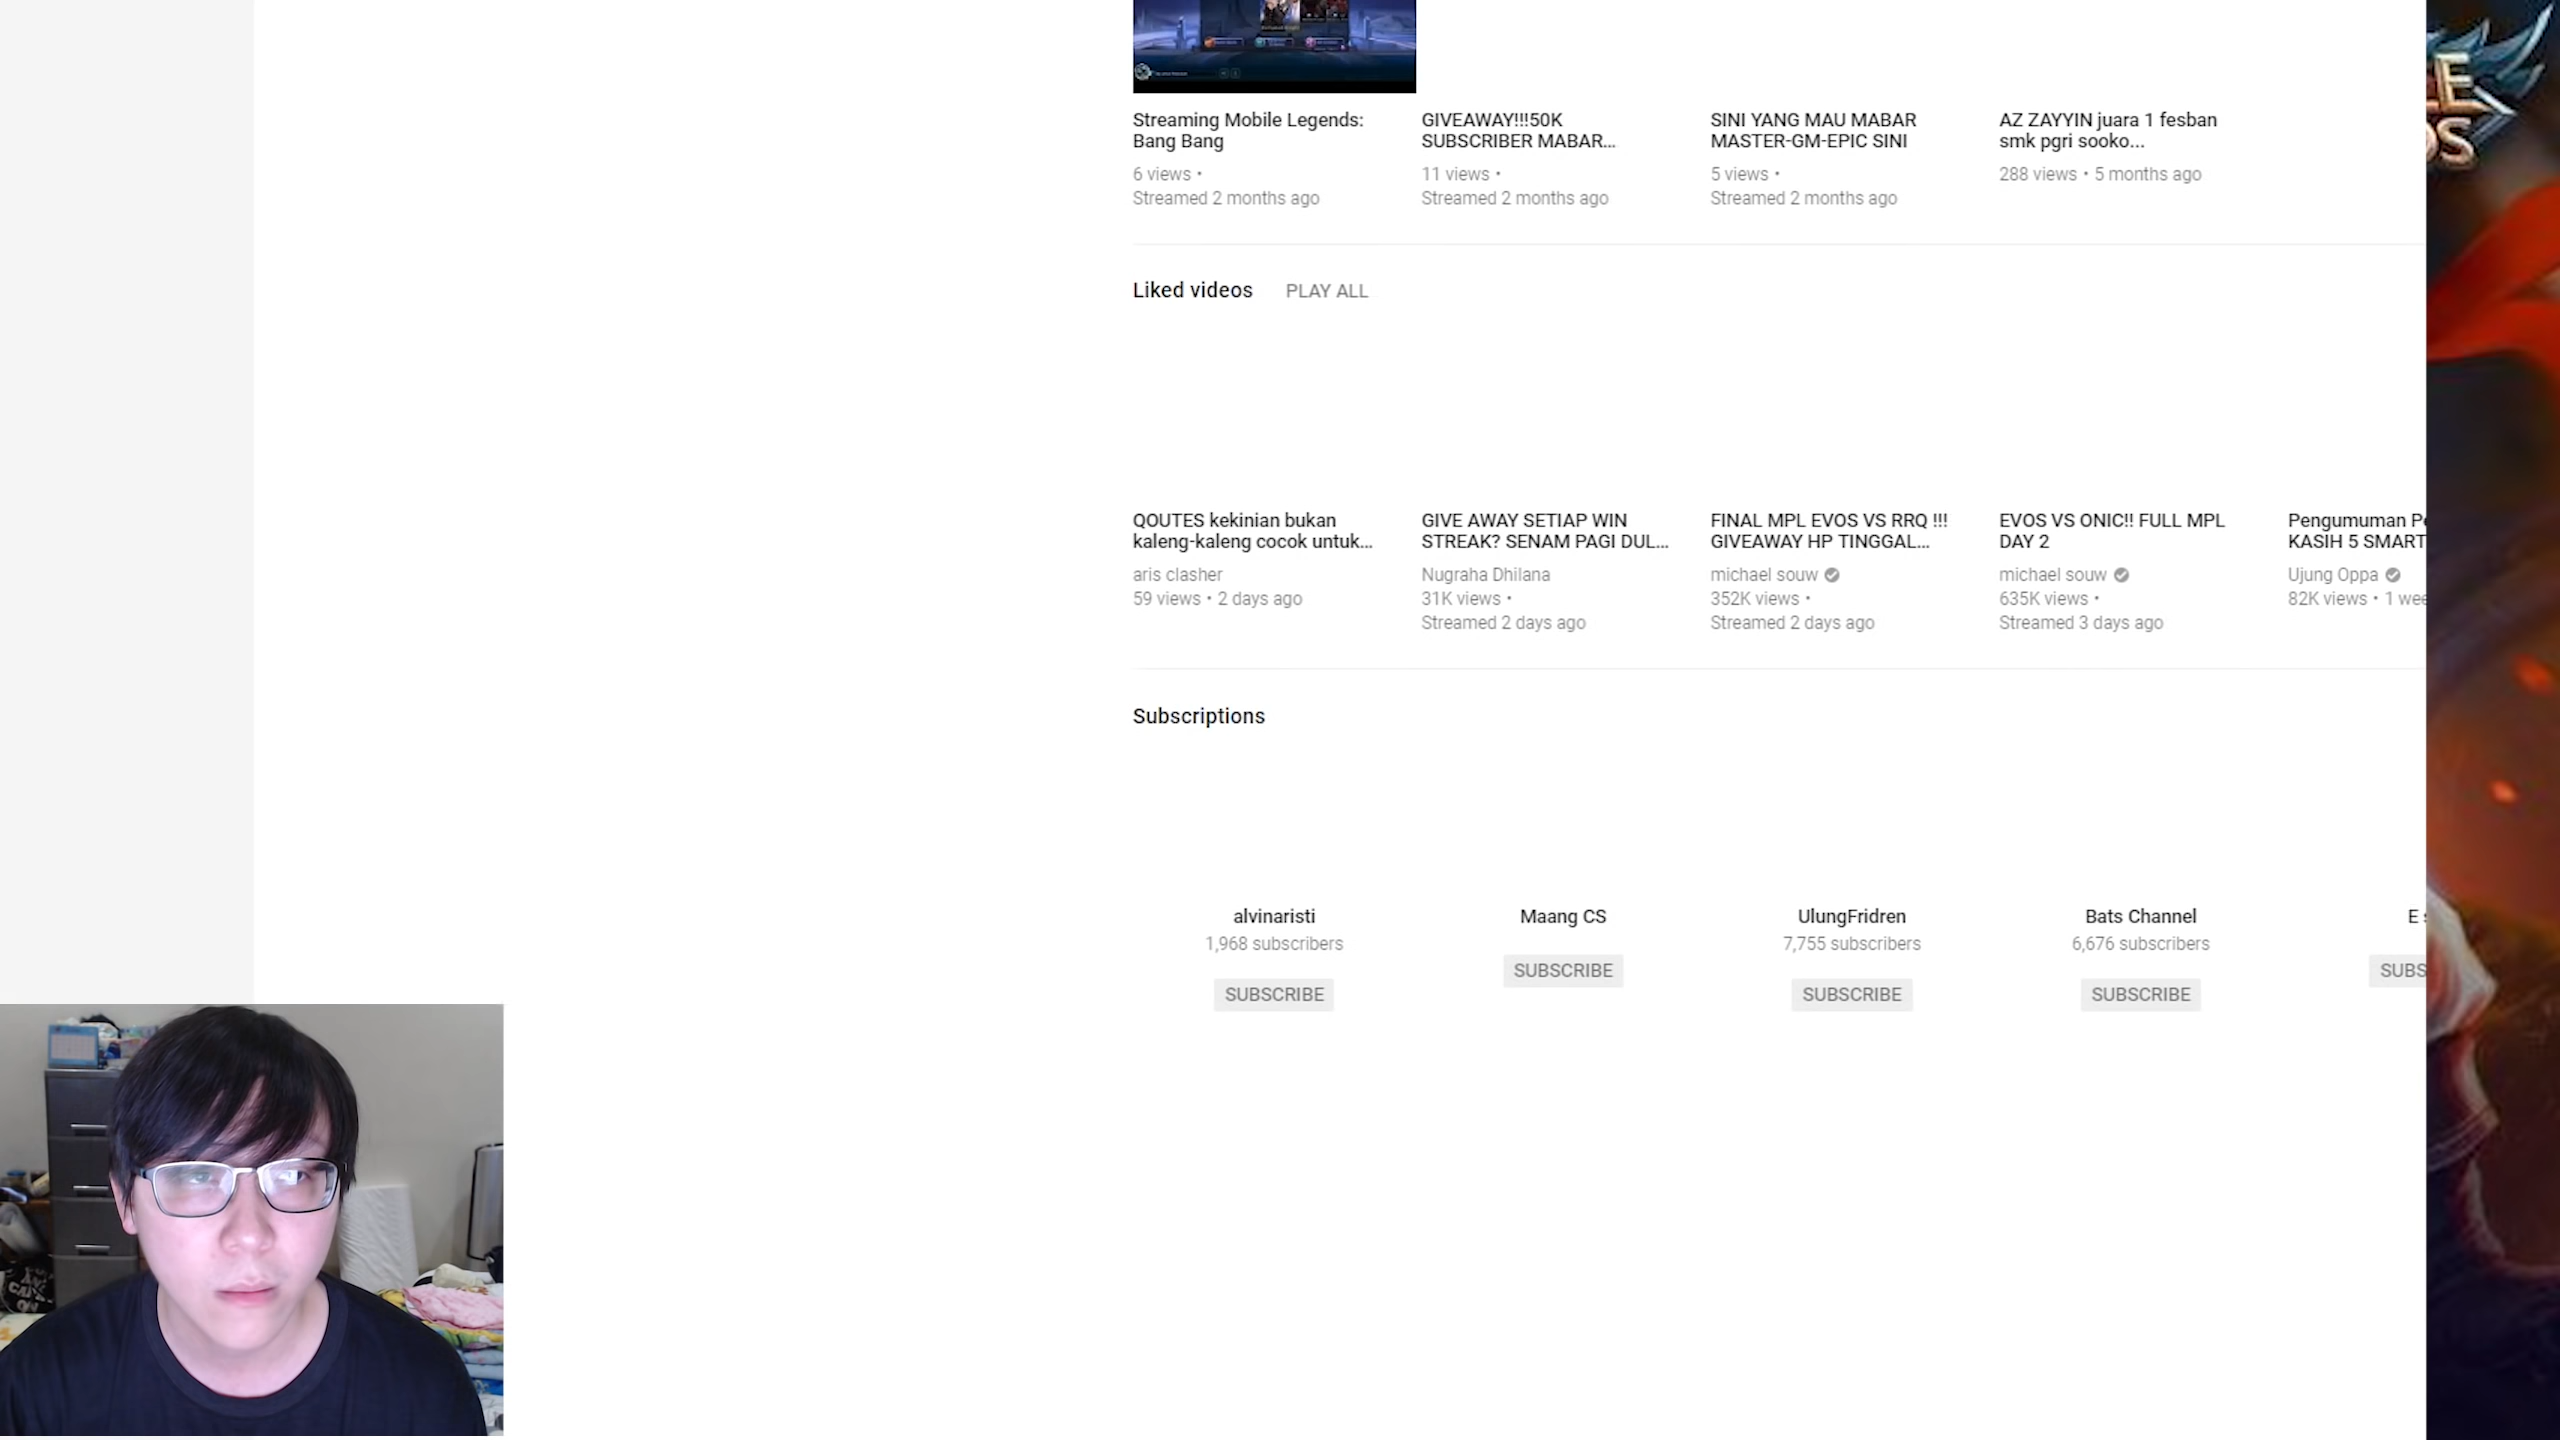 Streaming Mobile Legends:
Bang Bang
6 views •
Streamed 2 months ago
GIVEAWAY!!!50K
SUBSCRIBER MABAR...
11 views •
Streamed 2 months ago
SINI YANG MAU MABAR
MASTER-GM-EPIC SINI
5 views •
Streamed 2 months ago
AZ ZAYYIN juara 1 fesban
smk pgri sooko...
288 views • 5 months ago
Liked videos PLAY ALL
QOUTES kekinian bukan
kaleng-kaleng cocok untuk...
aris clasher
59 views • 2 days ago
GIVE AWAY SETIAP WIN
STREAK? SENAM PAGI DUL...
Nugraha Dhilana
31K views •
Streamed 2 days ago
FINAL MPL EVOS VS RRQ !!!
GIVEAWAY HP TINGGAL...
michael souw
352K views •
Streamed 2 days ago
EVOS VS ONIC!! FULL MPL
DAY 2
michael souw
635K views •
Streamed 3 days ago
Pengumuman
KASIH 5 SMART
Ujung Oppa
82K views • 1
Subscriptions
alvinaristi
1,968 subscribers
SUBSCRIBE
Maang CS
SUBSCRIBE
UlungFridren
7,755 subscribers
SUBSCRIBE
Bats Channel
6,676 subscribers
SUBSCRIBE
E
SUBS